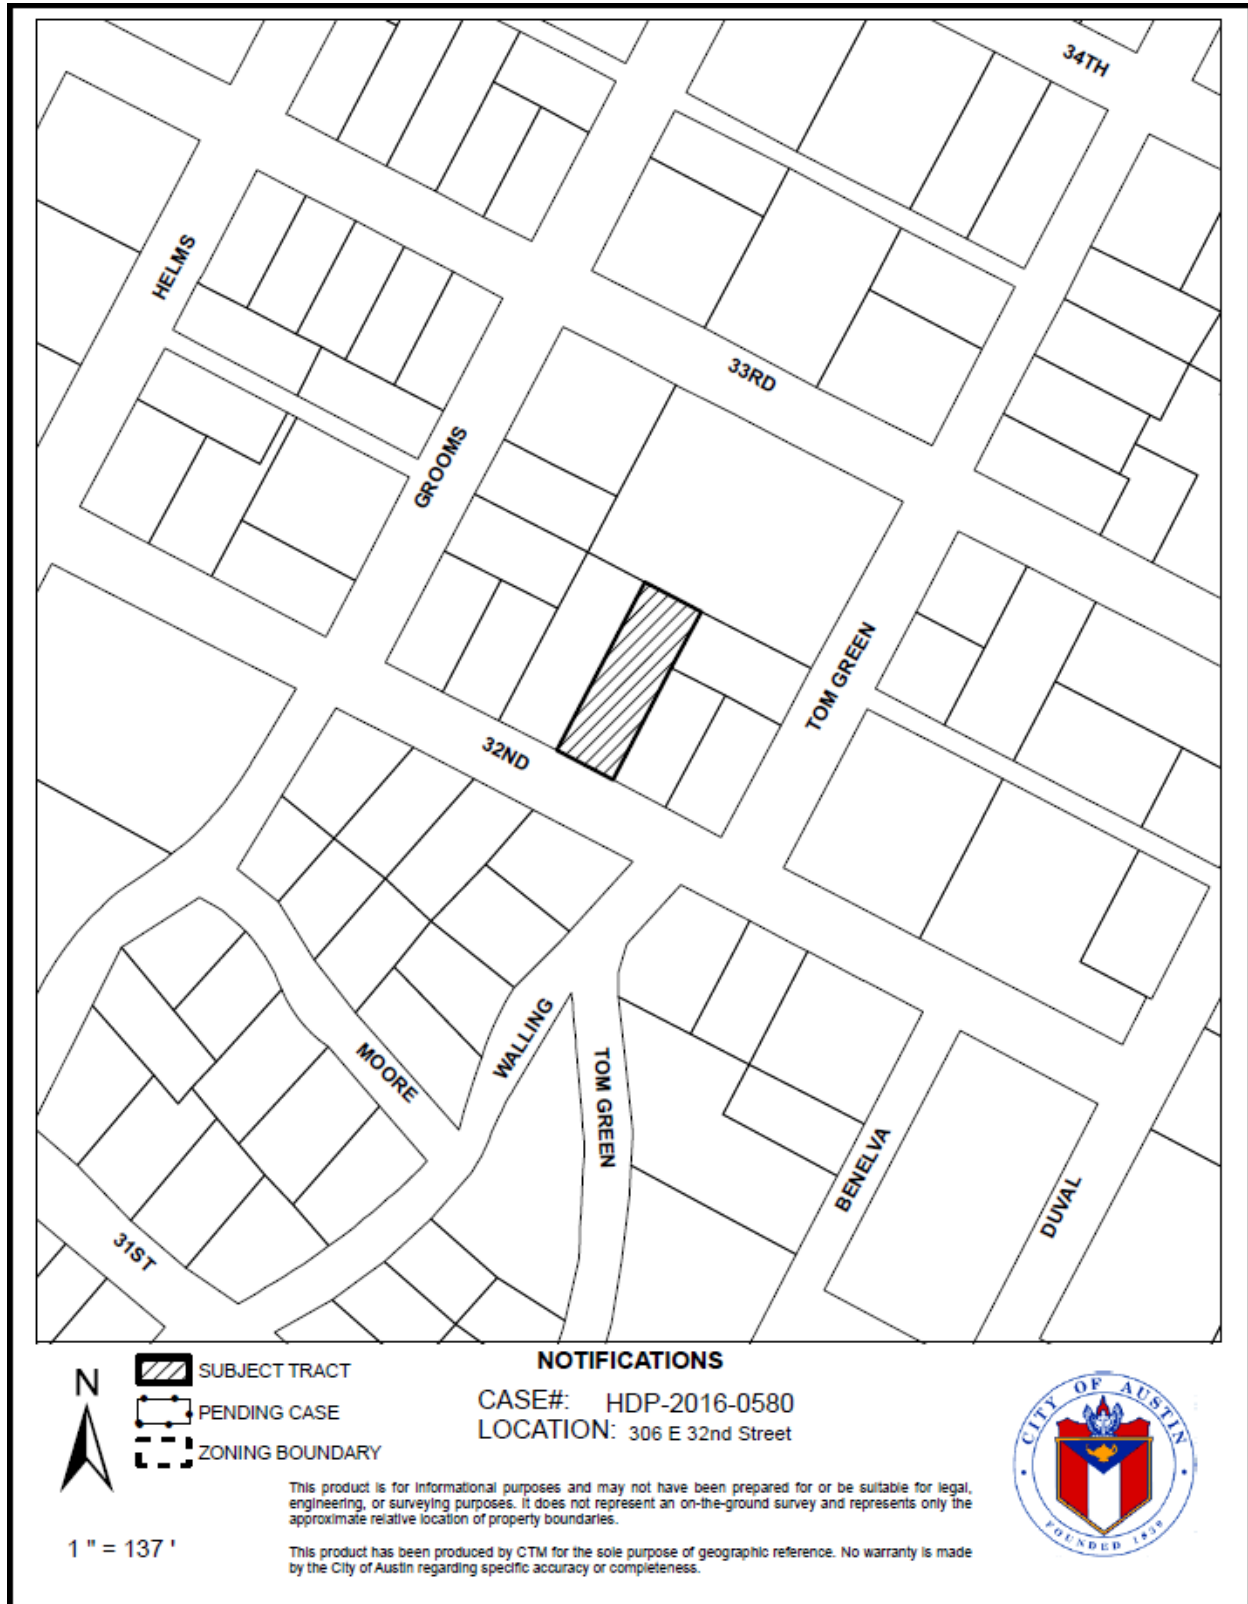 34TH
HELMS
33RD
GROOMS
TOM GREEN
32ND
WALLING
MOORE
TOM GREEN
BENELVA
DUVAL
31ST
N
SUBJECT TRACT
PENDING CASE
ZONING BOUNDARY
1 " = 137 '
NOTIFICATIONS
CASE#: HDP-2016-0580
LOCATION: 306 E 32nd Street
This product is for informational purposes and may not have been prepared for or be suitable for legal,
engineering, or surveying purposes. It does not represent an on-the-ground survey and represents only the
approximate relative location of property boundaries.
This product has been produced by CTM for the sole purpose of geographic reference. No warranty is made
by the City of Austin regarding specific accuracy or completeness.
CITY OF AUSTIN
FOUNDED 1839